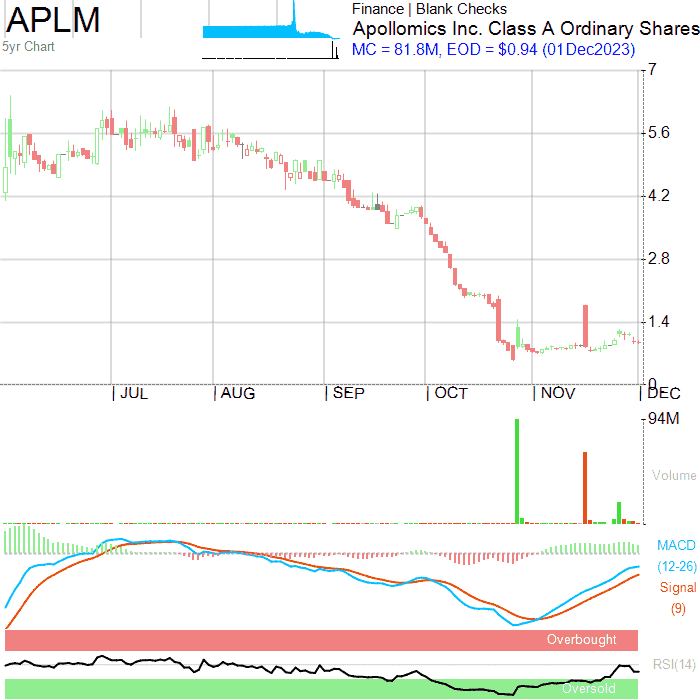 APLM
5yr Chart
Finance | Blank Checks
Apollomics Inc. Class A Ordinary Shares
MC = 81.8M, EOD = $0.94 (01Dec2023)
7
5.6
4.2
2.8
1.4
0
JUL
AUG
SEP
OCT
NOV
DEC
94M
Volume
MACD
(12-26)
Signal
(9)
Overbought
RSI(14)
Oversold